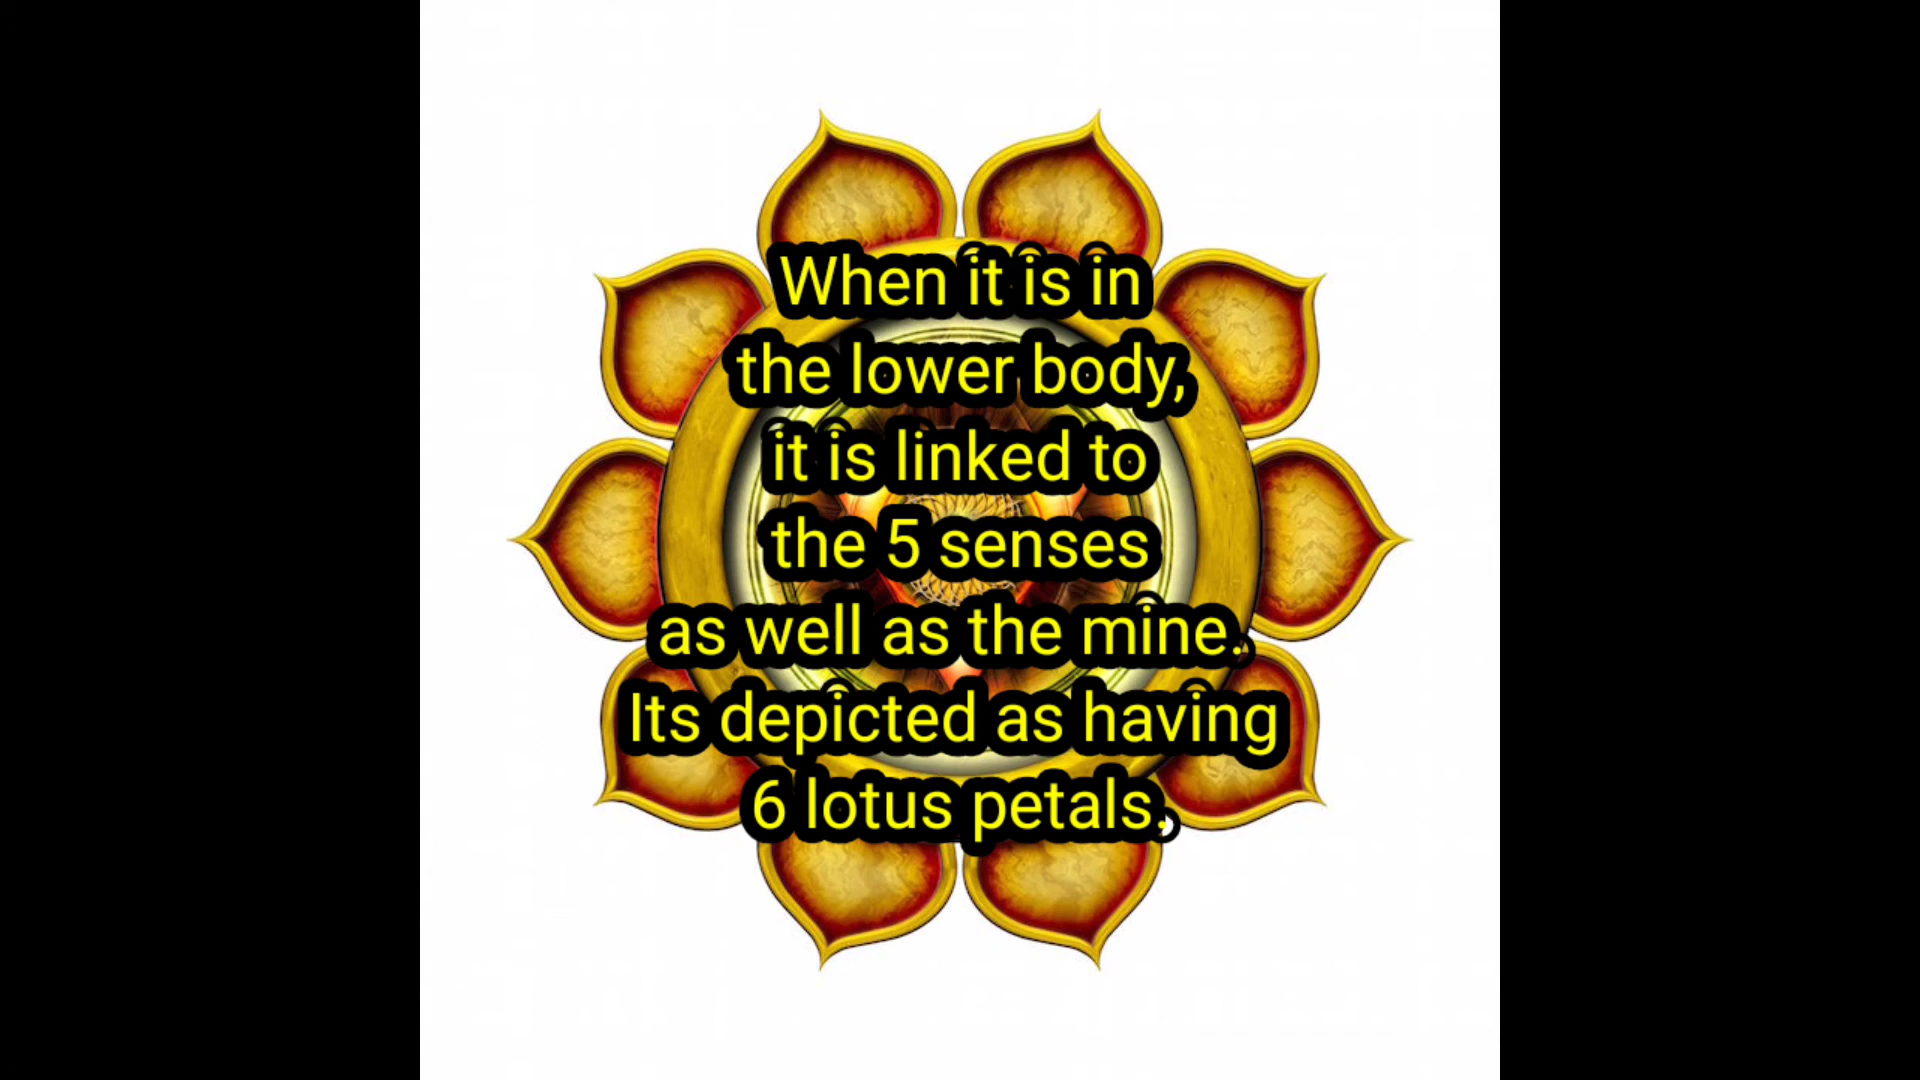 When it is in
the lower body,
it is linked to
the 5 senses
as well as the mine.
Its depicted as having
6 lotus petals.